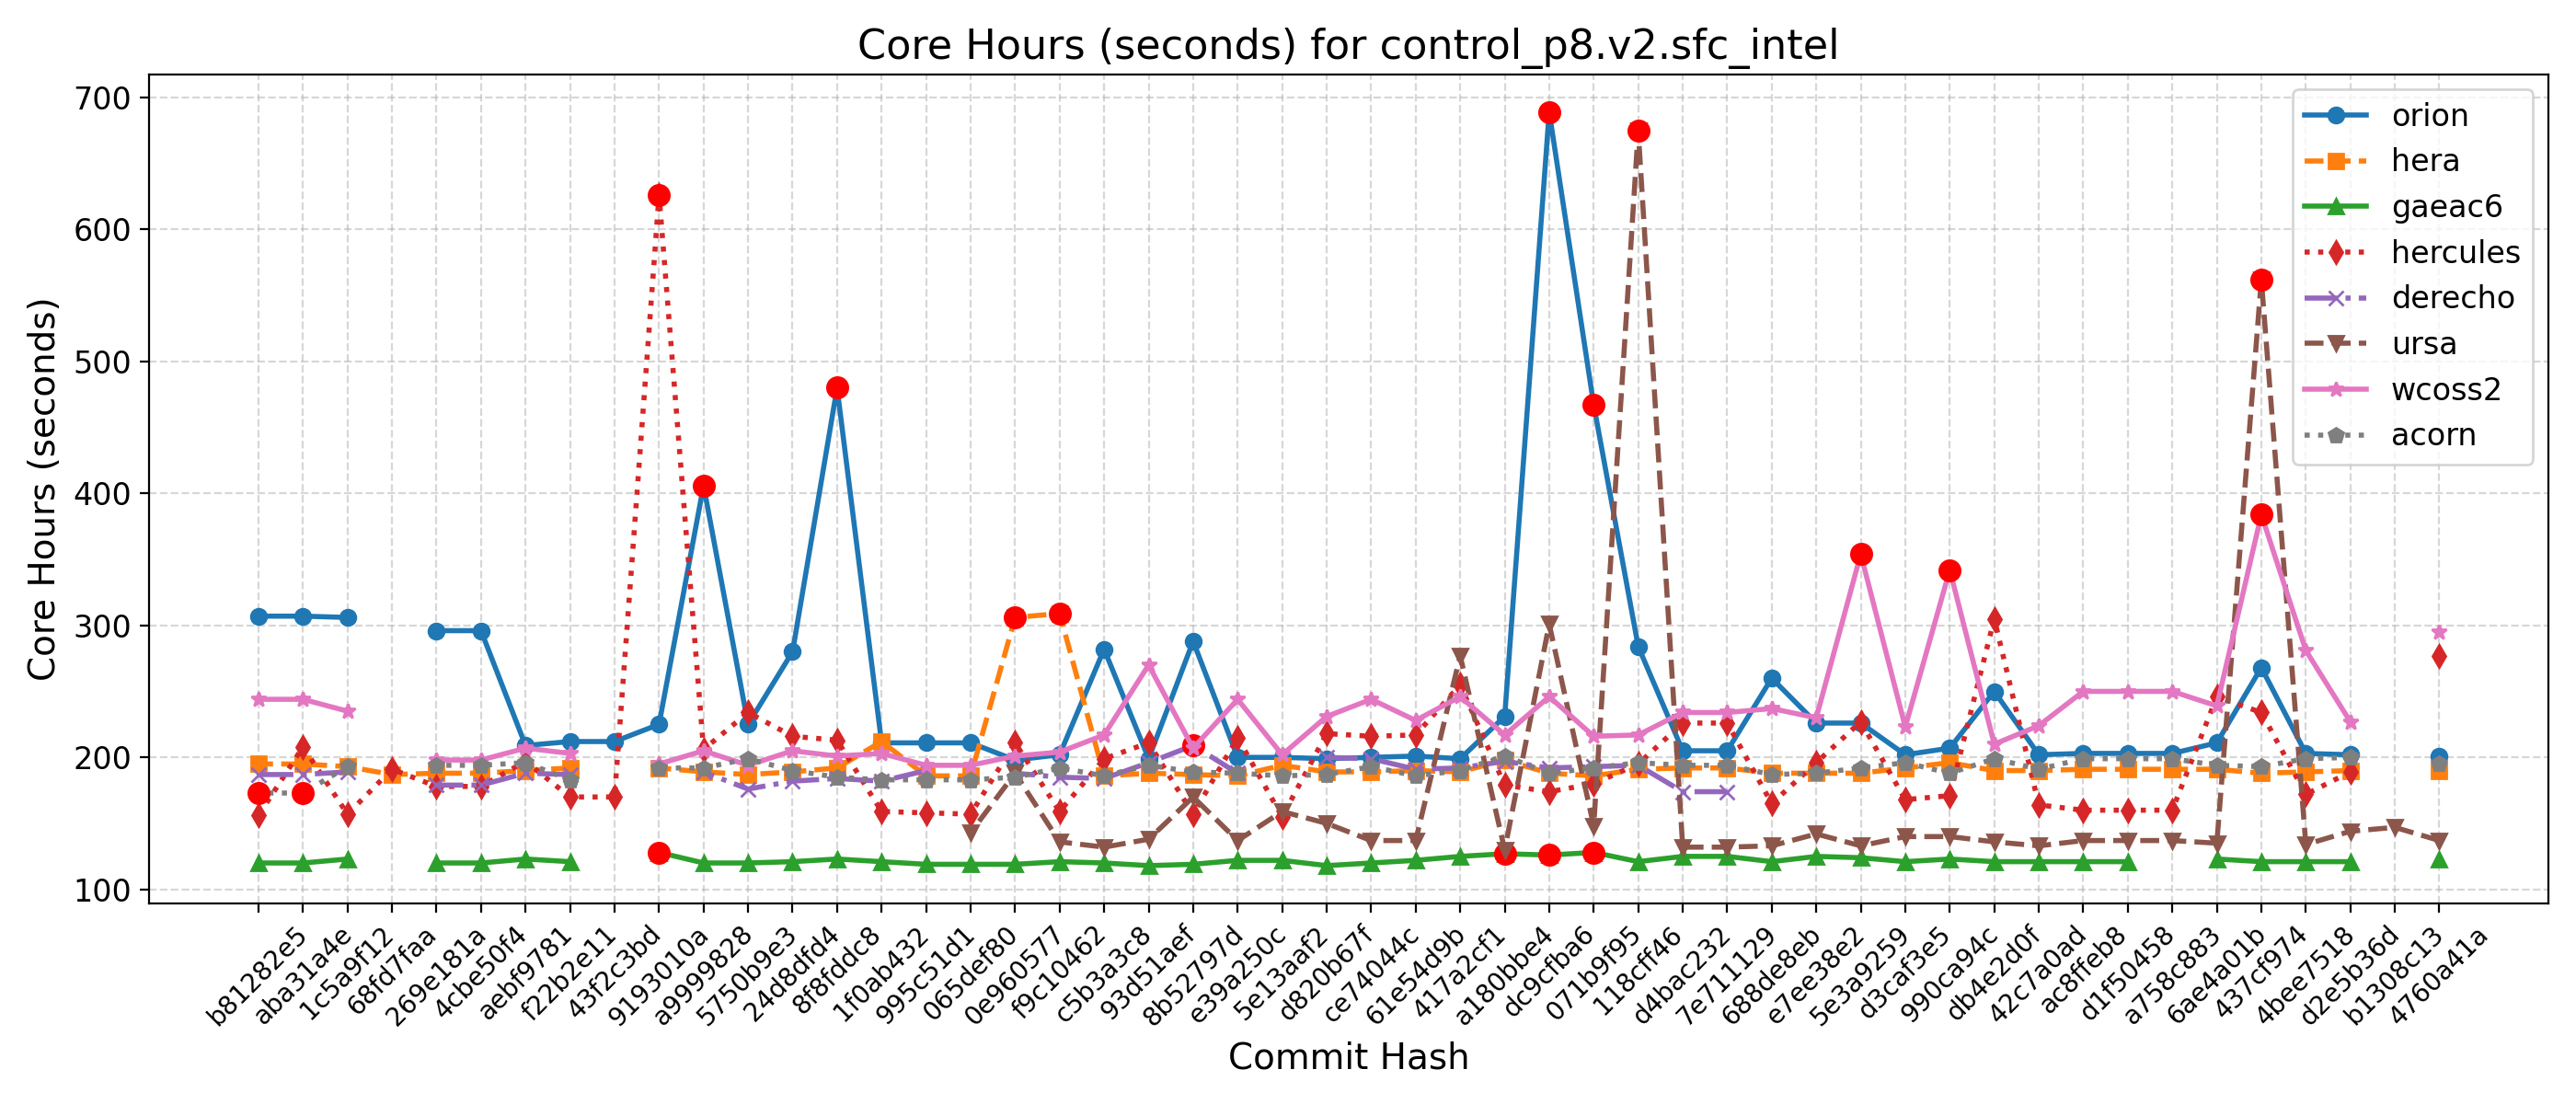 Core Hours (seconds) for control_p8.v2.sfc_intel
Core Hours (seconds)
700
600
500
400
300
200
100
orion
hera
gaeac6
hercules
derecho
ursa
wcoss2
acorn
b81282e5
aba31a4e
1c5a9f12
68fd7faa
269e181a
4cbe50f4
aebf9781
f22b2e11
43f2c3bd
9193010a
a9999828
5750b9e3
24d8dfd4
8f8fddc8
1f0ab432
995c51d1
065def80
0e960577
f9c10462
c5b3a3c8
93d51aef
8b52797d
e39a250c
5e13aaf2
d820b67f
ce74044c
61e54d9b
417a2cf1
a180bbe4
dc9cfba6
071b9f95
118cff46
d4bac232
7e711129
688de8eb
e7ee38e2
5e3a9259
d3caf3e5
990ca94c
db4e2d0f
42c7a0ad
ac8ffeb8
d1f50458
a758c883
6ae4a01b
437cf974
4bee7518
d2e5b36d
b1308c13
4760a41a
Commit Hash